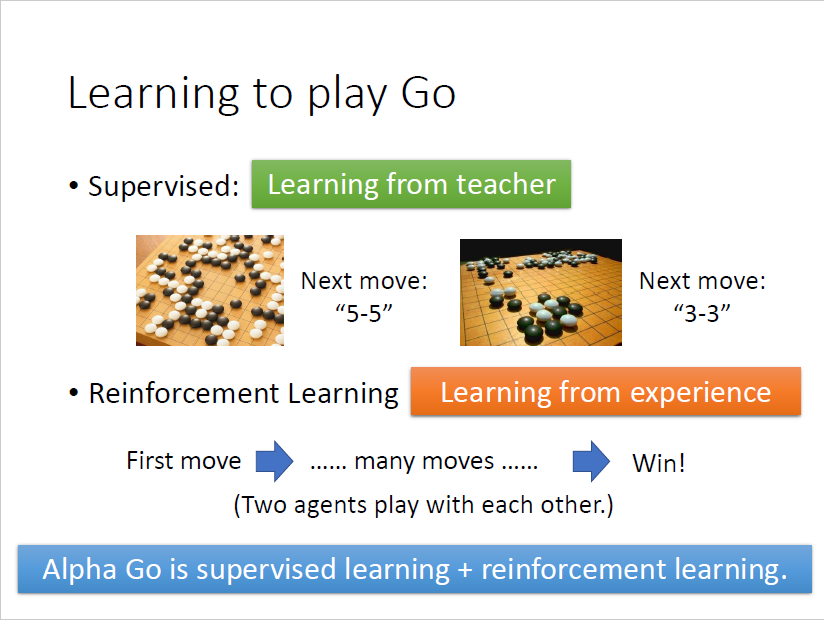 Learning to play Go
• Supervised: Learning from teacher
Next move:
“5-5”
Next move:
“3-3”
• Reinforcement Learning Learning from experience
First move …… many moves …… Win!
(Two agents play with each other.)
Alpha Go is supervised learning + reinforcement learning.